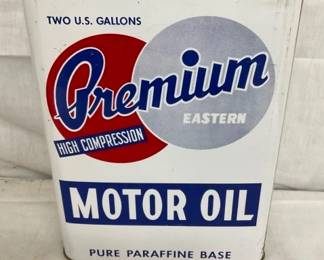 TWO U.S. GALLONS
Premium
EASTERN
HIGH COMPRESSION
MOTOR OIL
PURE PARAFFINE BASE